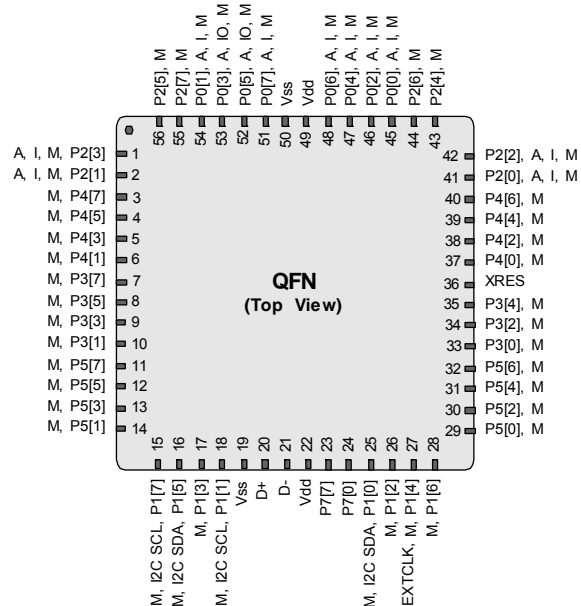 P2[5], M
P2[7], M
P0[1], A, I, M
P0[3], A, IO, M
P0[5], A, IO, M
P0[7], A, I, M
Vss
Vdd
P0[6], A, I, M
P0[4], A, I, M
P0[2], A, I, M
P0[0], A, I, M
P2[6], M
P2[4], M
56
55
54
53
52
51
50
49
48
47
46
45
44
43
A, I, M, P2[3] 1
A, I, M, P2[1] 2
M, P4[7] 3
M, P4[5] 4
M, P4[3] 5
M, P4[1] 6
M, P3[7] 7
M, P3[5] 8
M, P3[3] 9
M, P3[1] 10
M, P5[7] 11
M, P5[5] 12
M, P5[3] 13
M, P5[1] 14
QFN
(Top View)
42 P2[2], A, I, M
41 P2[0], A, I, M
40 P4[6], M
39 P4[4], M
38 P4[2], M
37 P4[0], M
36 XRES
35 P3[4], M
34 P3[2], M
33 P3[0], M
32 P5[6], M
31 P5[4], M
30 P5[2], M
29 P5[0], M
15
16
17
18
19
20
21
22
23
24
25
26
27
28
M, I2C SCL, P1[7]
M, I2C SDA, P1[5]
M, P1[3]
M, I2C SCL, P1[1]
Vss
D+
D-
Vdd
P7[7]
P7[0]
M, I2C SDA, P1[0]
M, P1[2]
EXTCLK, M, P1[4]
M, P1[6]